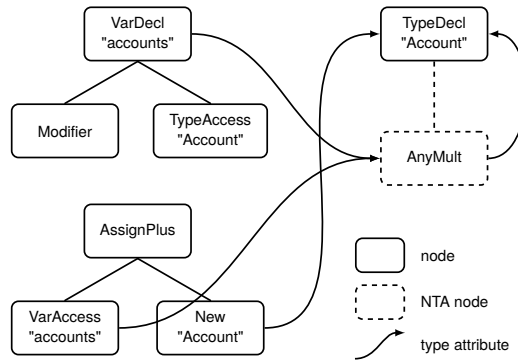 VarDecl
"accounts"
TypeDecl
"Account"
Modifier
TypeAccess
"Account"
AnyMult
AssignPlus
VarAccess
"accounts"
New
"Account"
node
NTA node
type attribute